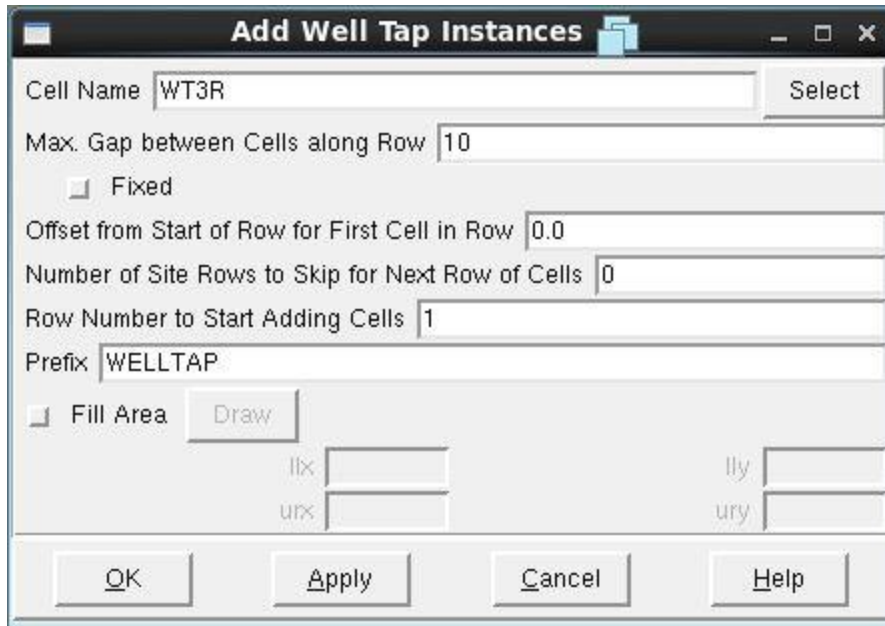 Add Well Tap Instances
Cell Name WT3R Select
Max. Gap between Cells along Row 10
Fixed
Offset from Start of Row for First Cell in Row 0.0
Number of Site Rows to Skip for Next Row of Cells 0
Row Number to Start Adding Cells 1
Prefix WELLTAP
Fill Area Draw
llx lly
urx ury
OK Apply Cancel Help